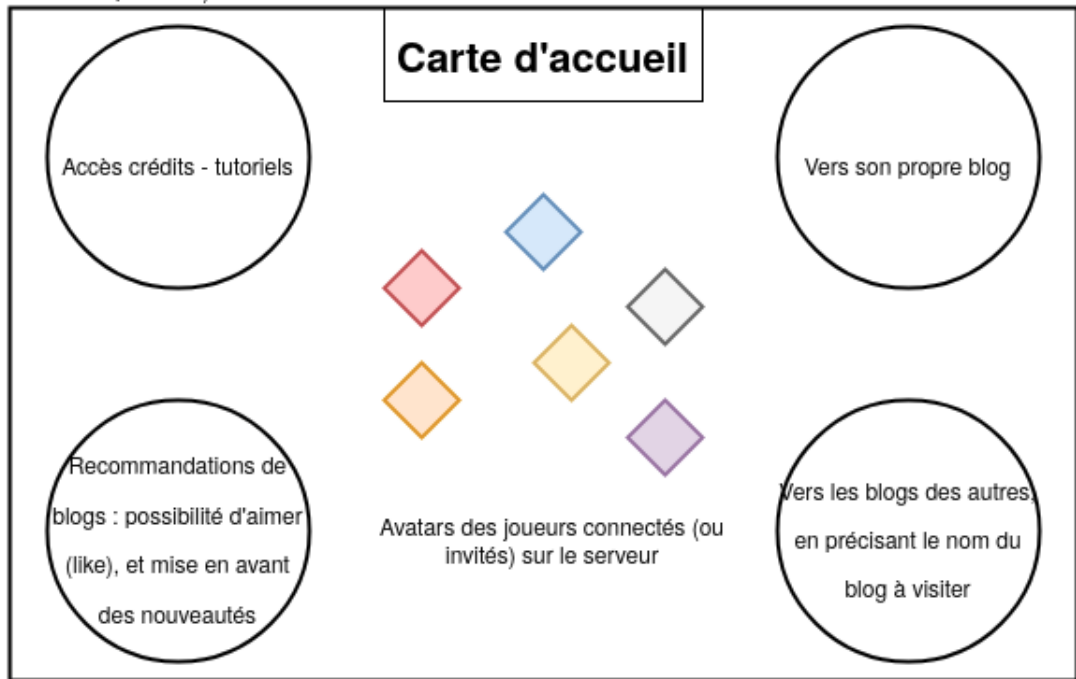 Carte d'accueil
Accès crédits - tutoriels
Vers son propre blog
Recommandations de
blogs : possibilité d'aimer
(like), et mise en avant
des nouveautés
Avatars des joueurs connectés (ou
invités) sur le serveur
Vers les blogs des autres,
en précisant le nom du
blog à visiter